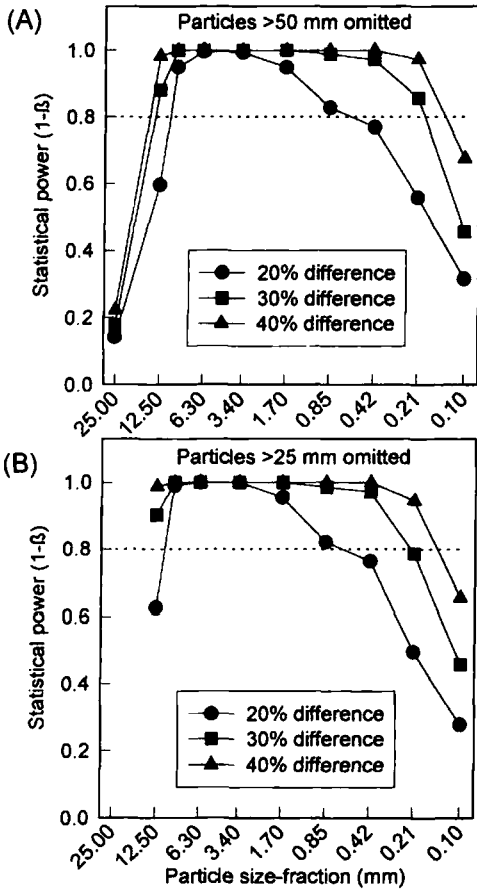 (A)
Particles >50 mm omitted
Statistical power (1-ß)
1.0
0.8
0.6
0.4
0.2
0.0
20% difference
30% difference
40% difference
25.00
12.50
6.30
3.40
1.70
0.85
0.42
0.21
0.10
(B)
Particles >25 mm omitted
Statistical power (1-ß)
1.0
0.8
0.6
0.4
0.2
0.0
20% difference
30% difference
40% difference
25.00
12.50
6.30
3.40
1.70
0.85
0.42
0.21
0.10
Particle size-fraction (mm)